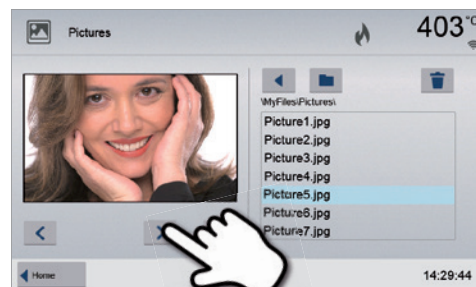 Pictures
403 °C
\MyFiles\Pictures\
Picture1.jpg
Picture2.jpg
Picture3.jpg
Picture4.jpg
Picture5.jpg
Picture6.jpg
Picture7.jpg
Home
14:29:44